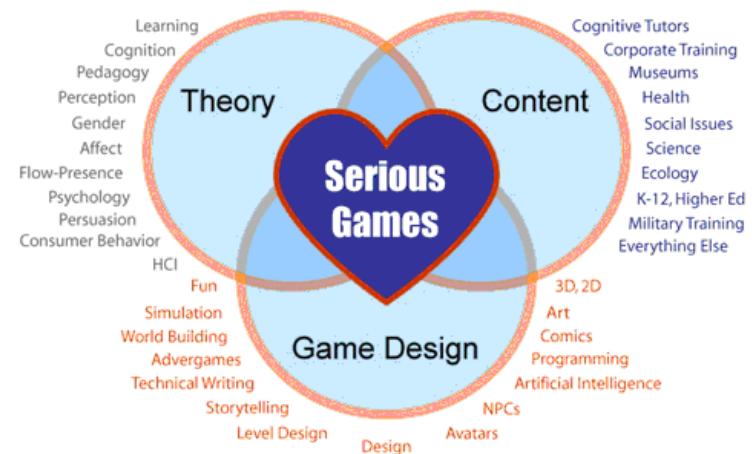 Learning
Cognition
Pedagogy
Perception
Gender
Affect
Flow-Presence
Psychology
Persuasion
Consumer Behavior
HCI
Theory
Content
Cognitive Tutors
Corporate Training
Museums
Health
Social Issues
Science
Ecology
K-12, Higher Ed
Military Training
Everything Else
Serious
Games
Game Design
Fun
Simulation
World Building
Advergames
Technical Writing
Storytelling
Level Design
Design
3D, 2D
Art
Comics
Programming
Artificial Intelligence
NPCs
Avatars